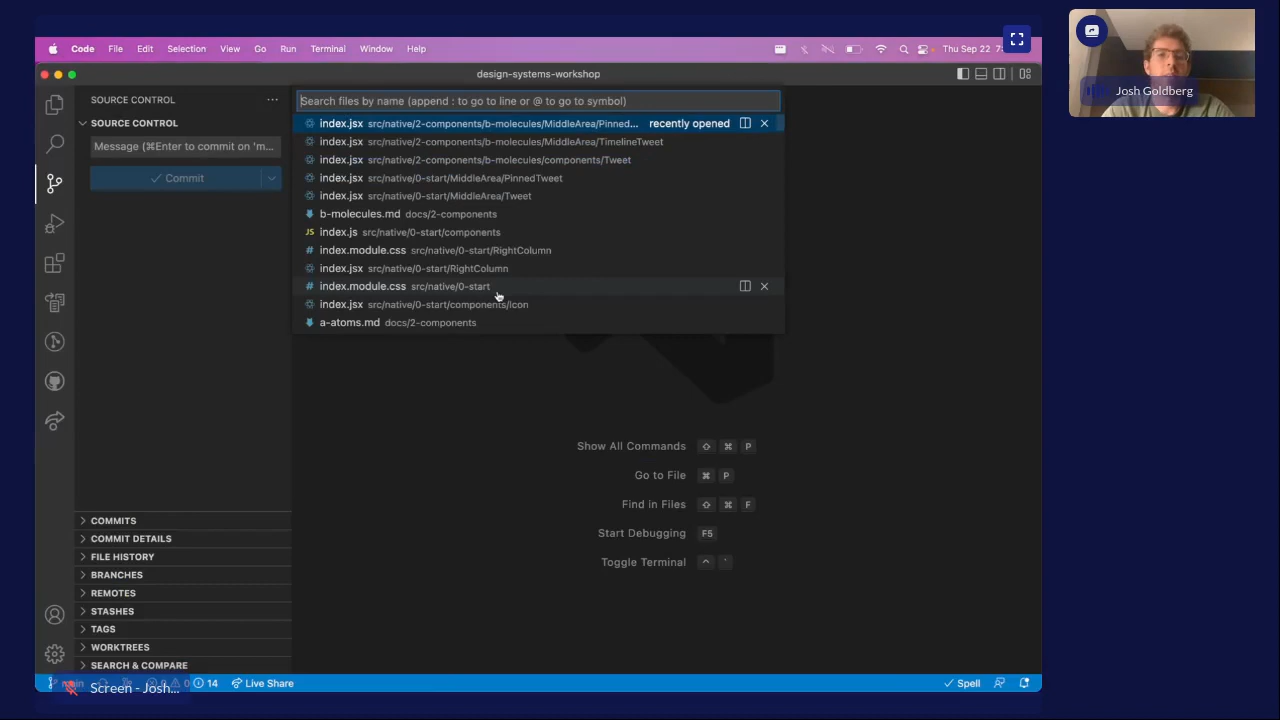 Code File Edit Selection View Go Run Terminal Window Help
Thu Sep 22 7:
design-systems-workshop
Josh Goldberg
SOURCE CONTROL
SOURCE CONTROL
Message (⌘Enter to commit on 'm...
Commit
Search files by name (append : to go to line or @ to go to symbol)
index.jsx src/native/2-components/b-molecules/MiddleArea/Pinned... recently opened
index.jsx src/native/2-components/b-molecules/MiddleArea/TimelineTweet
index.jsx src/native/2-components/b-molecules/components/Tweet
index.jsx src/native/0-start/MiddleArea/PinnedTweet
index.jsx src/native/0-start/MiddleArea/Tweet
b-molecules.md docs/2-components
JS index.js src/native/0-start/components
# index.module.css src/native/0-start/RightColumn
index.jsx src/native/0-start/RightColumn
# index.module.css src/native/0-start
index.jsx src/native/0-start/components/Icon
a-atoms.md docs/2-components
Show All Commands ⇧ ⌘ P
Go to File ⌘ P
Find in Files ⇧ ⌘ F
Start Debugging F5
Toggle Terminal ^ `
COMMITS
COMMIT DETAILS
FILE HISTORY
BRANCHES
REMOTES
STASHES
TAGS
WORKTREES
SEARCH & COMPARE
main 0 0 14 Live Share
Spell
Screen - Josh...